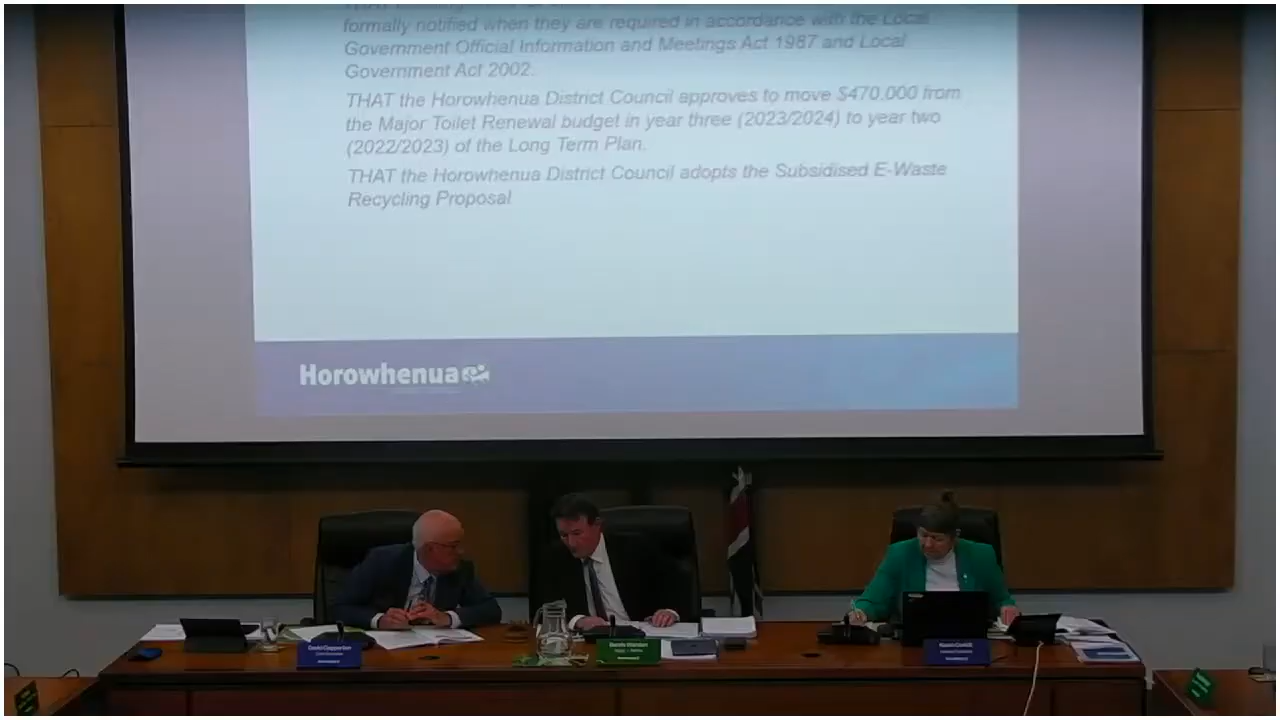 formally notified when they are required in accordance with the Local
Government Official Information and Meetings Act 1987 and Local
Government Act 2002.
THAT the Horowhenua District Council approves to move $470,000 from
the Major Toilet Renewal budget in year three (2023/2024) to year two
(2022/2023) of the Long Term Plan.
THAT the Horowhenua District Council adopts the Subsidised E-Waste
Recycling Proposal
Horowhenua
David Clapperton